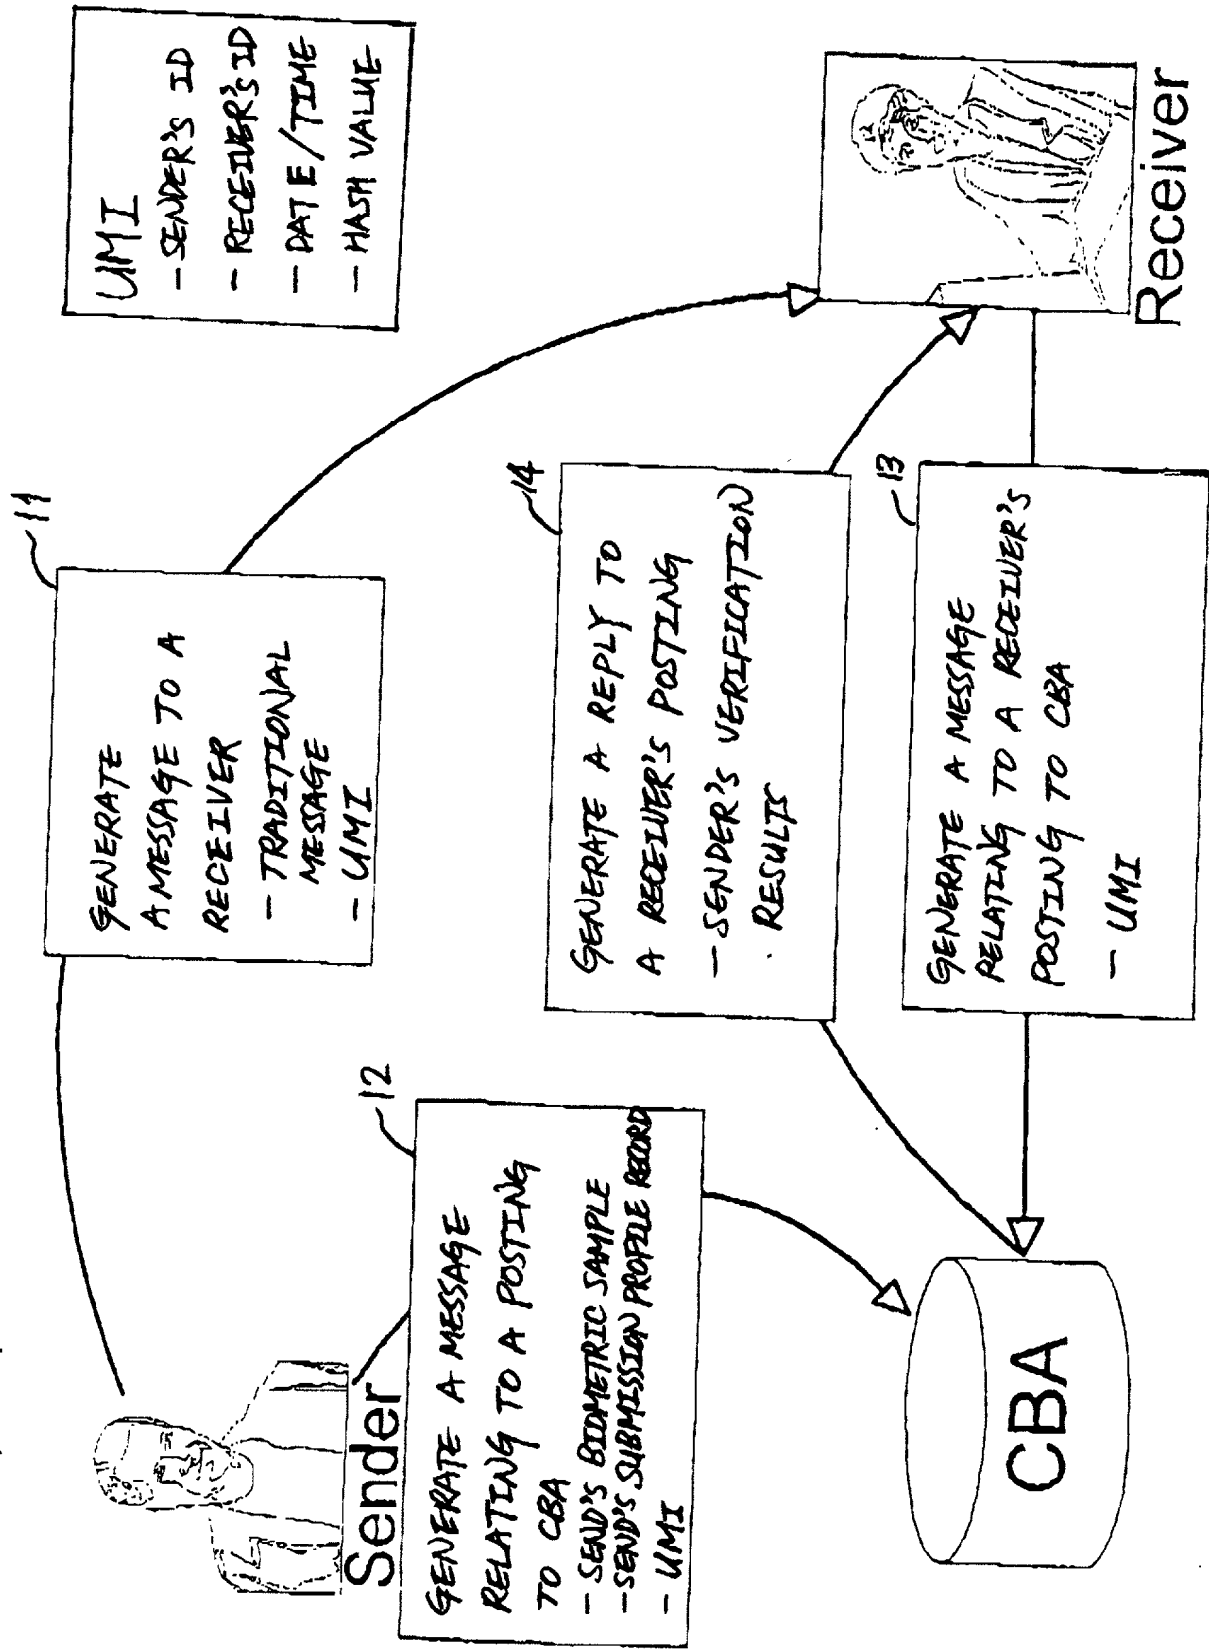 UMI
- SENDER'S ID
- RECEIVER'S ID
- DATE/TIME
- HASH VALUE
11
GENERATE
A MESSAGE TO A
RECEIVER
- TRADITIONAL
MESSAGE
- UMI
Sender
12
GENERATE A MESSAGE
RELATING TO A POSTING
TO CBA
- SEND'S BIOMETRIC SAMPLE
- SEND'S SUBMISSION PROFILE RECORD
- UMI
14
GENERATE A REPLY TO
A RECEIVER'S POSTING
- SENDER'S VERIFICATION
RESULTS
13
GENERATE A MESSAGE
RELATING TO A RECEIVER'S
POSTING TO CBA
- UMI
CBA
Receiver